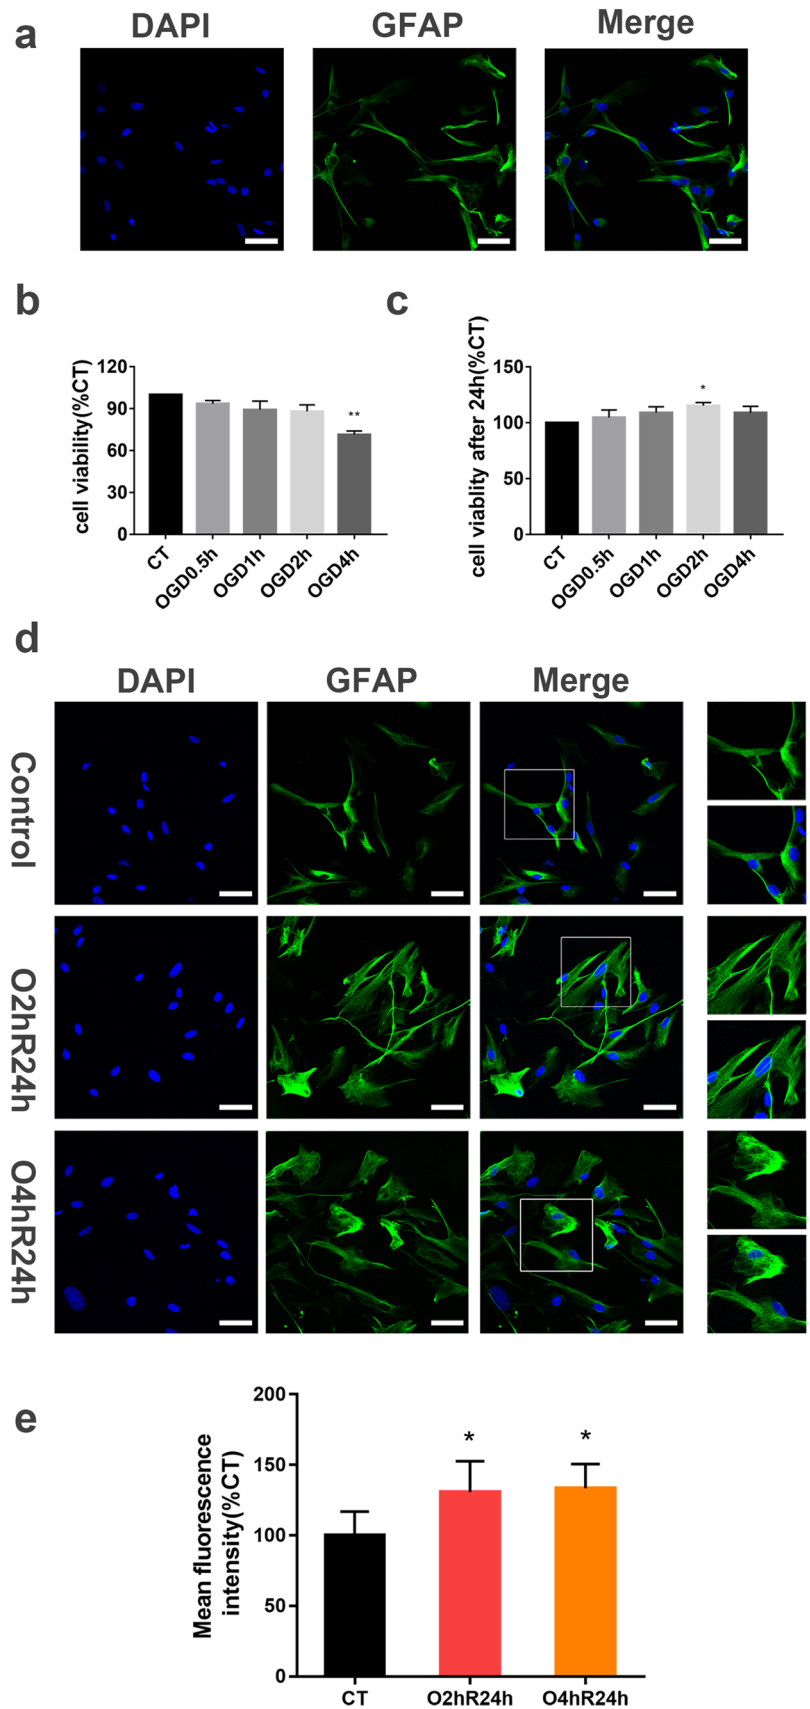 a
DAPI
GFAP
Merge
b
cell viability(%CT)
120
90
60
30
0
**
CT
OGD0.5h
OGD1h
OGD2h
OGD4h
c
cell viablity after 24h(%CT)
150
100
50
0
*
CT
OGD0.5h
OGD1h
OGD2h
OGD4h
d
DAPI
GFAP
Merge
Control
O2hR24h
O4hR24h
e
Mean fluorescence
intensity(%CT)
200
150
100
50
0
*
*
CT
O2hR24h
O4hR24h